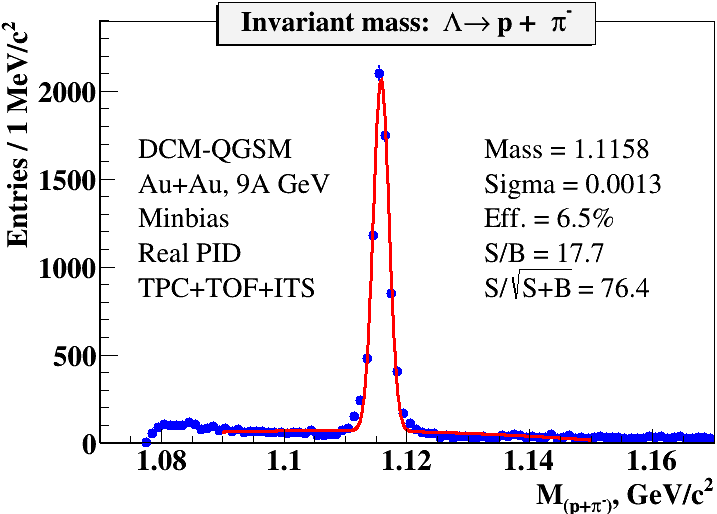 Invariant mass: Λ→ p + π⁻
Entries / 1 MeV/c²
2000
1500
1000
500
0
DCM-QGSM
Au+Au, 9A GeV
Minbias
Real PID
TPC+TOF+ITS
Mass = 1.1158
Sigma = 0.0013
Eff. = 6.5%
S/B = 17.7
S/√S+B = 76.4
1.08 1.1 1.12 1.14 1.16
M(p+π⁻), GeV/c²